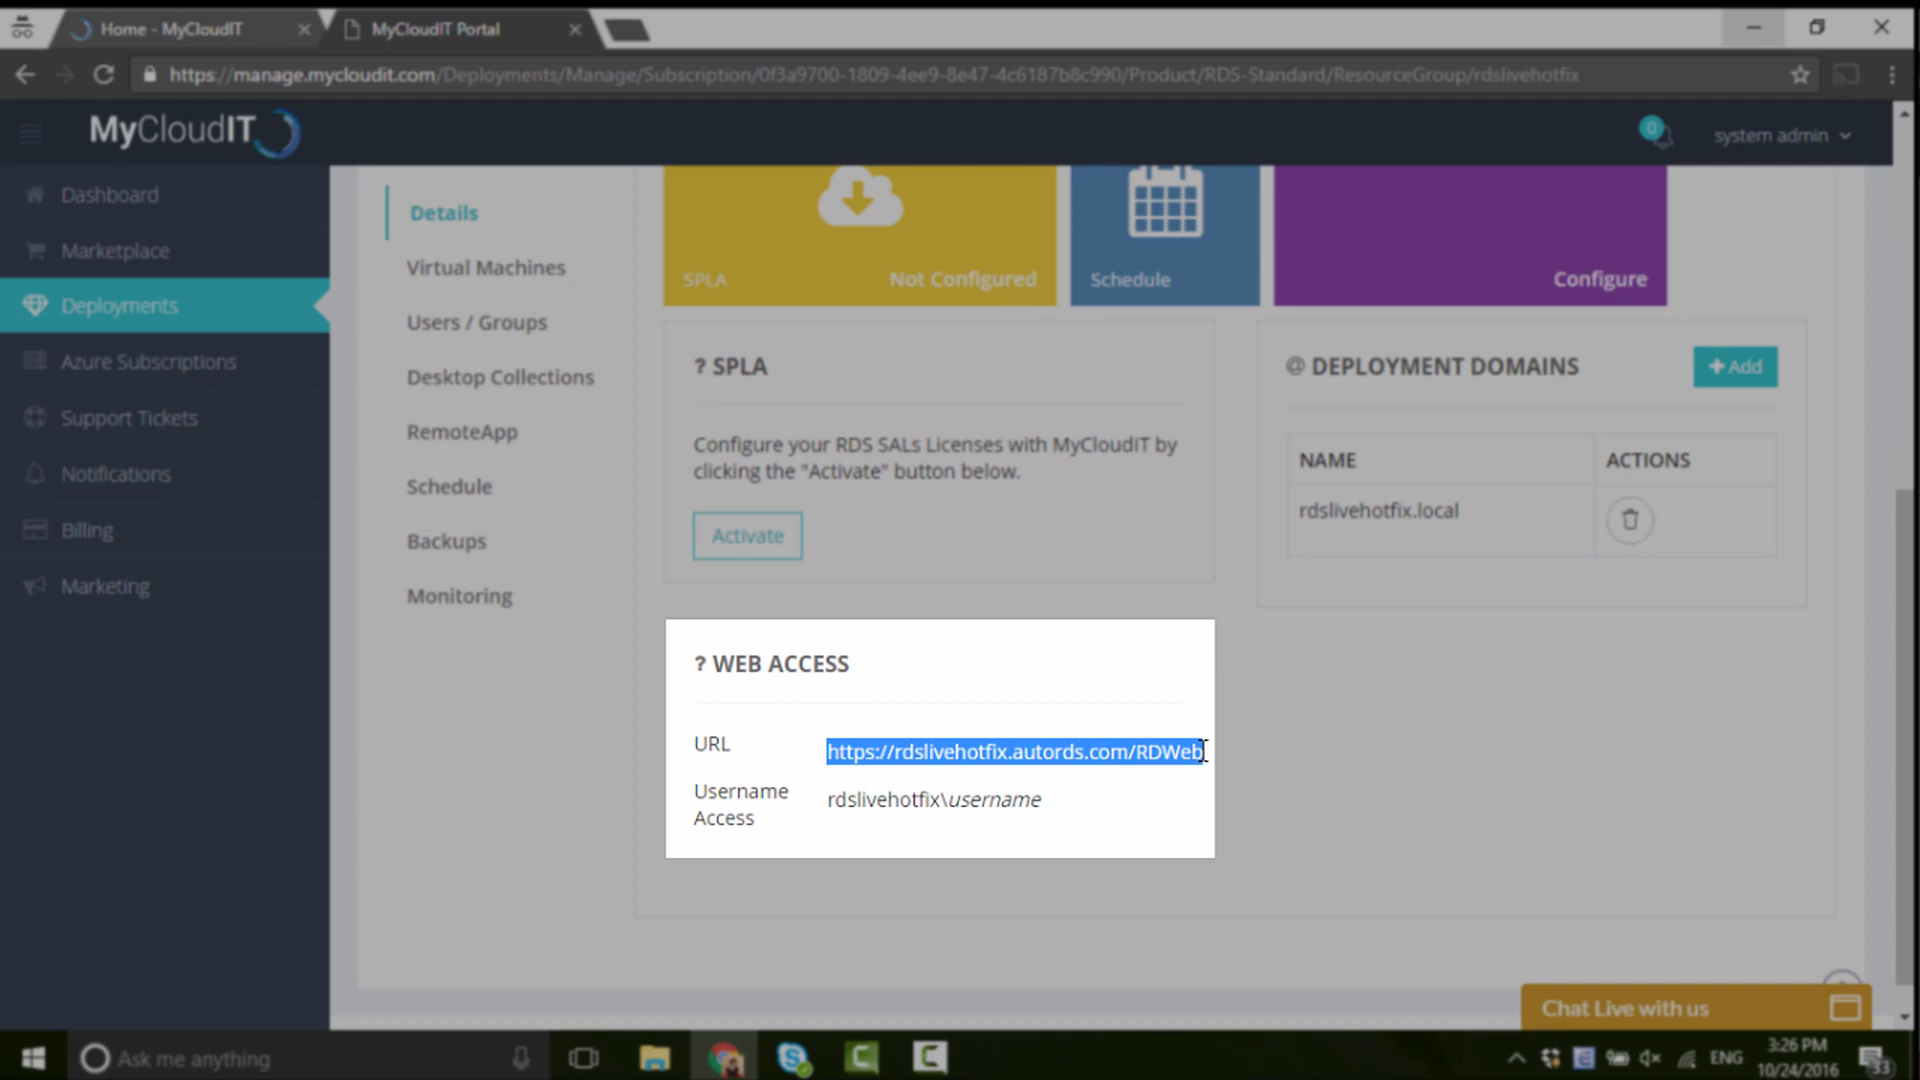 Home - MyCloudIT
MyCloudIT Portal
https://manage.mycloudit.com/Deployments/Manage/Subscription/0f3a9700-1809-4ee9-8e47-4c6187b8c990/Product/RDS-Standard/ResourceGroup/rdslivehotfix
MyCloudIT
0
system admin
Dashboard
Marketplace
Deployments
Azure Subscriptions
Support Tickets
Notifications
Billing
Marketing
Details
Virtual Machines
Users / Groups
Desktop Collections
RemoteApp
Schedule
Backups
Monitoring
SPLA
Not Configured
Schedule
Configure
? SPLA
Configure your RDS SALs Licenses with MyCloudIT by
clicking the "Activate" button below.
Activate
@ DEPLOYMENT DOMAINS
+ Add
NAME
ACTIONS
rdslivehotfix.local
? WEB ACCESS
URL
https://rdslivehotfix.autords.com/RDWeb
Username
Access
rdslivehotfix\username
Chat Live with us
Ask me anything
ENG
3:26 PM
10/24/2016
33